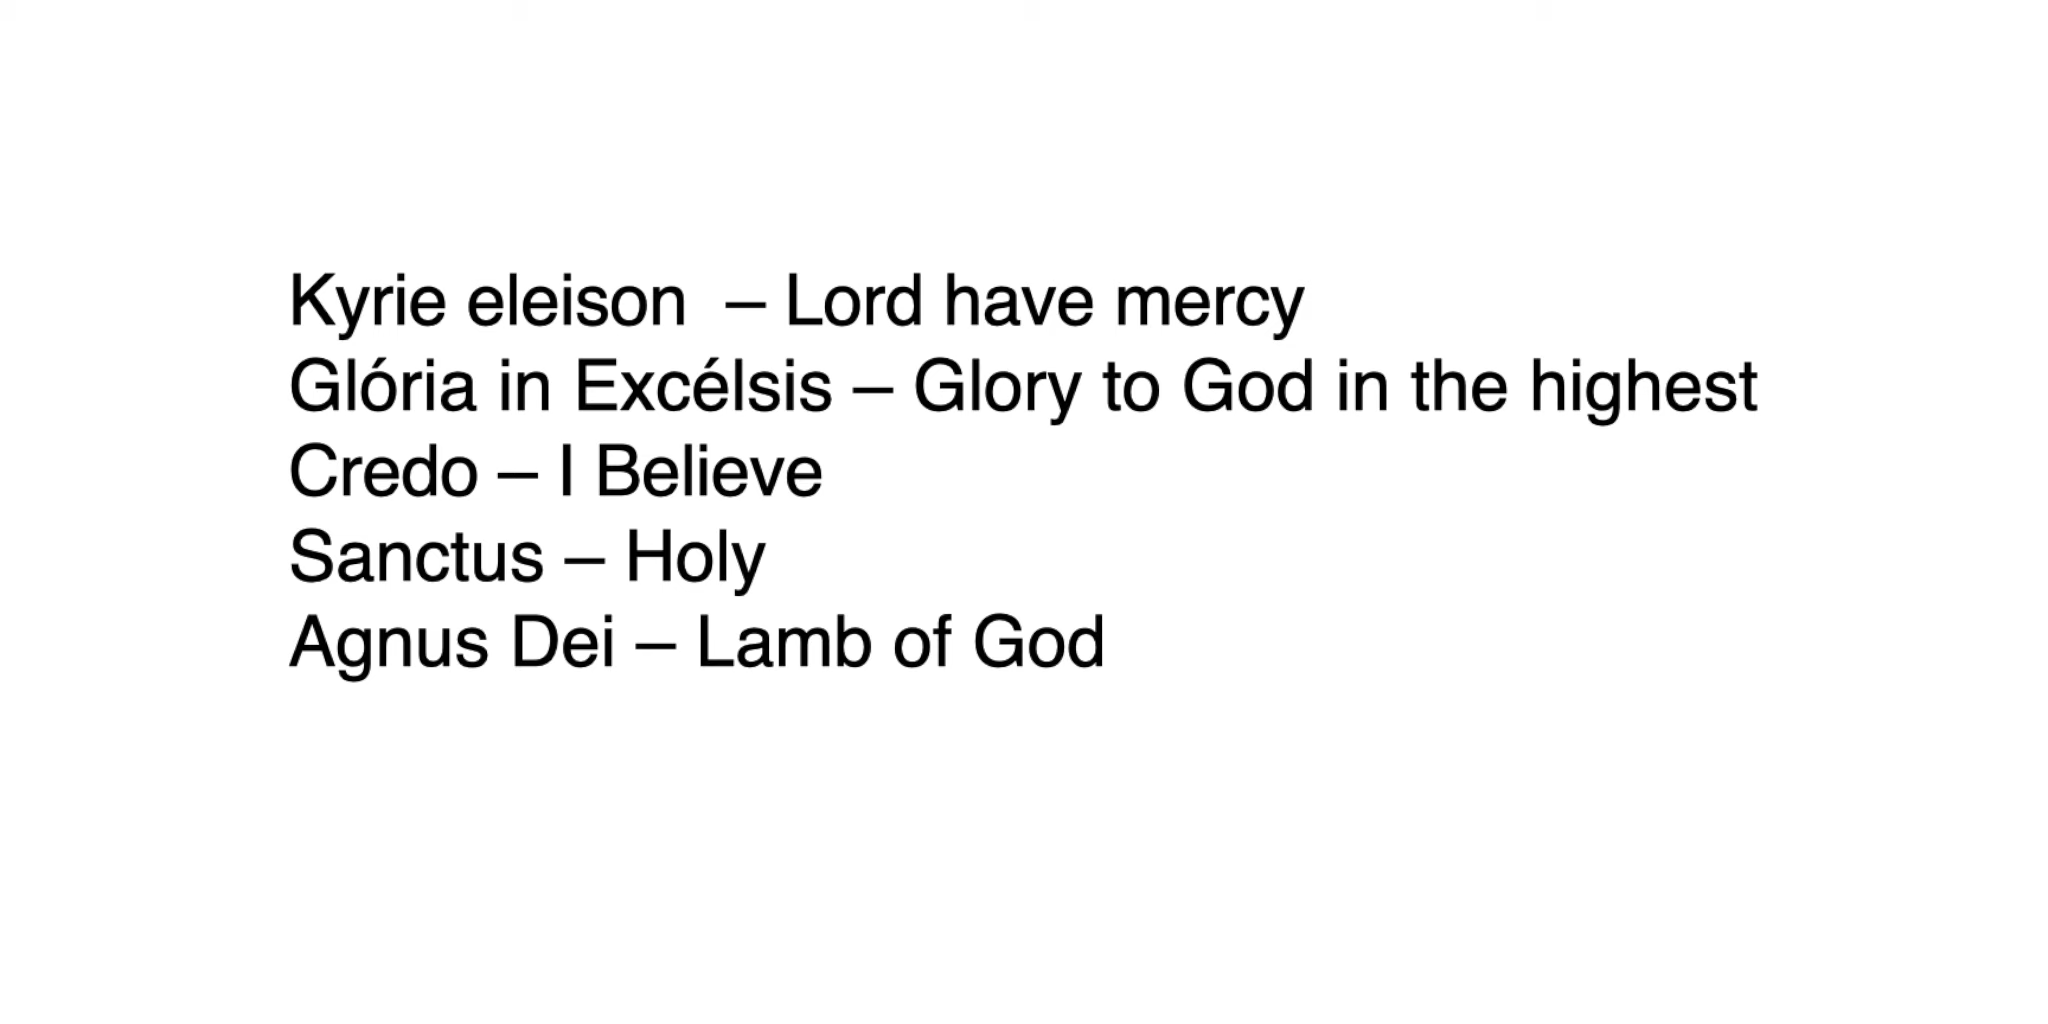 Kyrie eleison  – Lord have mercy
Glória in Excélsis – Glory to God in the highest
Credo – I Believe
Sanctus – Holy
Agnus Dei – Lamb of God